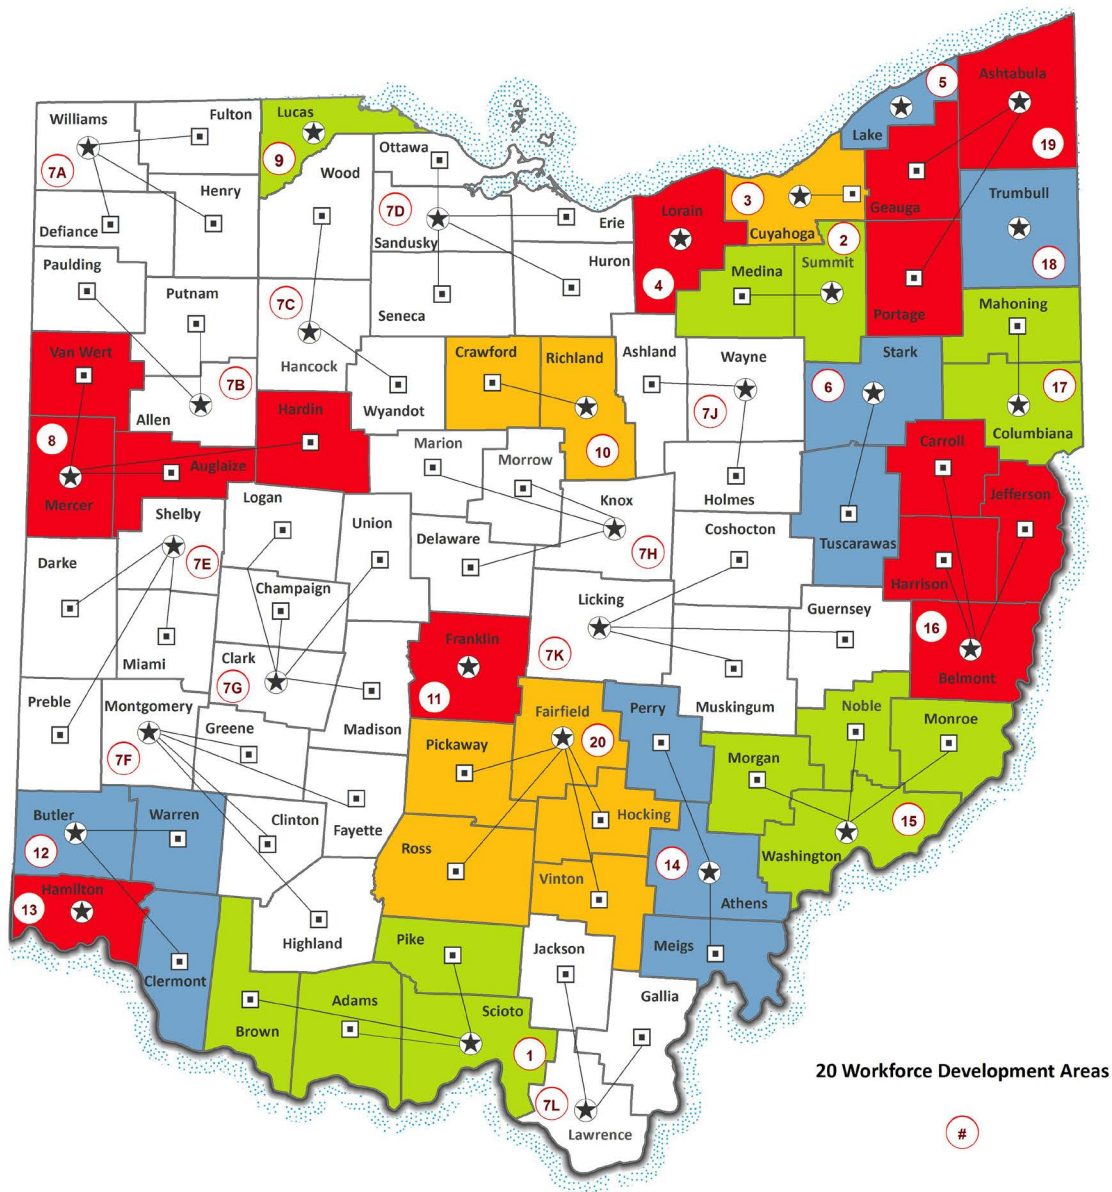 Ashtabula
5
Lake
19
Williams
Fulton
Lucas
9
7A
Ottawa
Wood
Henry
Defiance
7D
Sandusky
Erie
Huron
Seneca
Lorain
4
3
Cuyahoga
Geauga
2
Summit
Medina
Portage
Trumbull
18
Mahoning
17
Columbiana
Paulding
Putnam
7C
Hancock
Van Wert
7B
Allen
Wyandot
Crawford
Richland
10
Ashland
Wayne
7J
Holmes
Stark
6
Tuscarawas
8
Mercer
Auglaize
Hardin
Marion
Morrow
Knox
7H
Delaware
Coshocton
Carroll
Jefferson
Harrison
16
Belmont
Shelby
7E
Logan
Union
Darke
Miami
Champaign
Clark
7G
Madison
Franklin
11
Licking
7K
Guernsey
Muskingum
Preble
Montgomery
7F
Greene
Fayette
Clinton
Highland
Pickaway
Fairfield
20
Perry
Hocking
Ross
Vinton
Noble
Monroe
Morgan
15
Washington
14
Athens
Meigs
Butler
12
Warren
Hamilton
13
Clermont
Brown
Adams
Pike
Scioto
1
Jackson
Gallia
7L
Lawrence
20 Workforce Development Areas
#